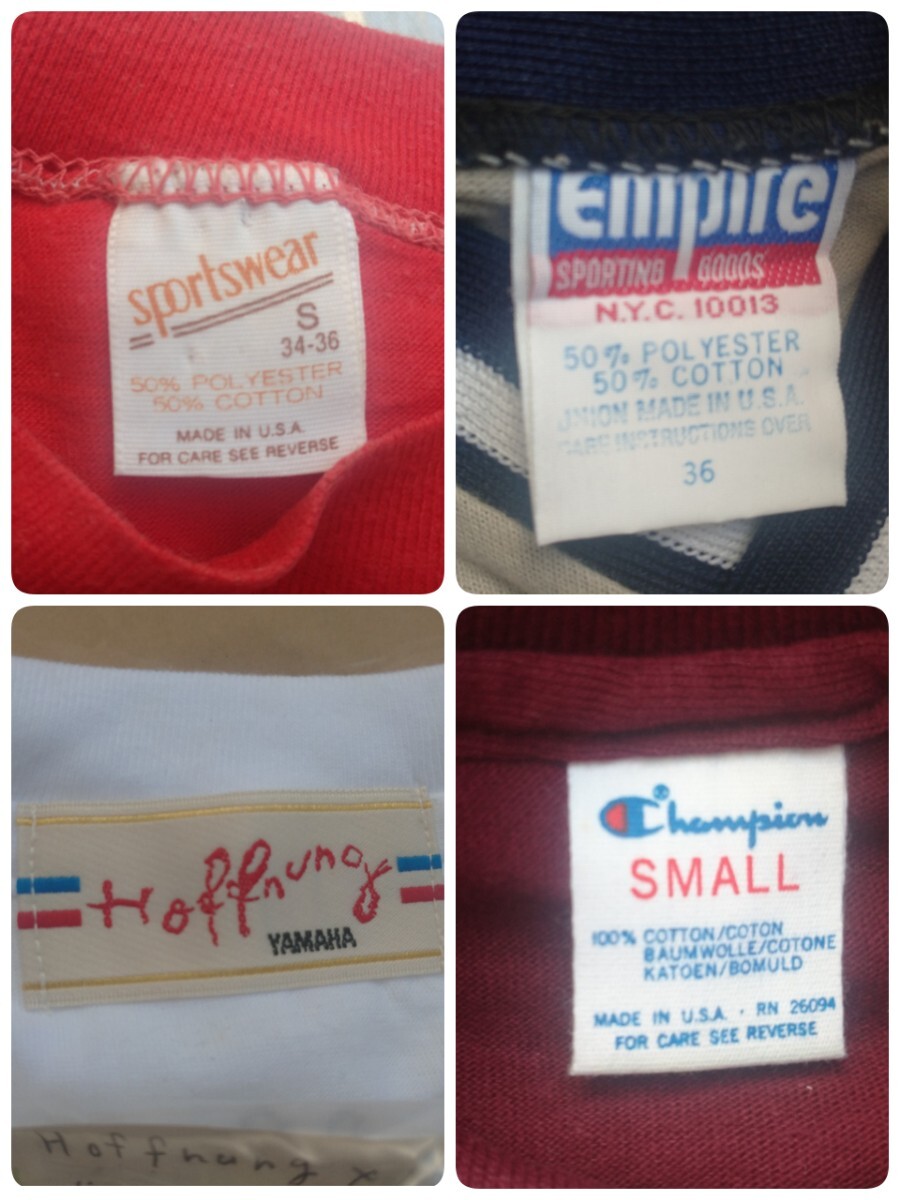 sportswear
S
34-36
50% POLYESTER
50% COTTON
MADE IN U.S.A.
FOR CARE SEE REVERSE
Empire
SPORTING GOODS
N.Y.C. 10013
50% POLYESTER
50% COTTON
UNION MADE IN U.S.A.
CARE INSTRUCTIONS OVER
36
Hoffnung
YAMAHA
Hoffnung x
Champion
SMALL
100% COTTON/COTON
BAUMWOLLE/COTONE
KATOEN/BOMULD
MADE IN U.S.A. · RN 26094
FOR CARE SEE REVERSE